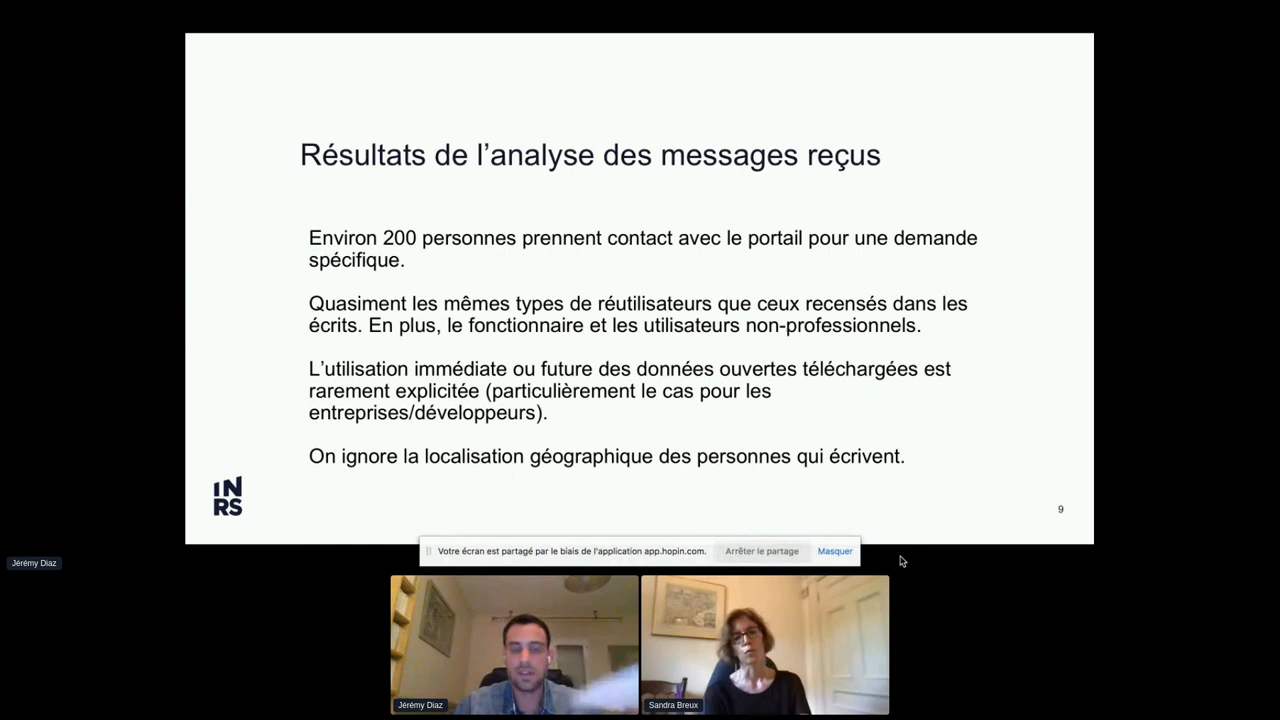 Résultats de l’analyse des messages reçus
Environ 200 personnes prennent contact avec le portail pour une demande
spécifique.
Quasiment les mêmes types de réutilisateurs que ceux recensés dans les
écrits. En plus, le fonctionnaire et les utilisateurs non-professionnels.
L’utilisation immédiate ou future des données ouvertes téléchargées est
rarement explicitée (particulièrement le cas pour les
entreprises/développeurs).
On ignore la localisation géographique des personnes qui écrivent.
IN
RS
9
Votre écran est partagé par le biais de l'application app.hopin.com.
Arrêter le partage
Masquer
Jérémy Diaz
Jérémy Diaz
Sandra Breux